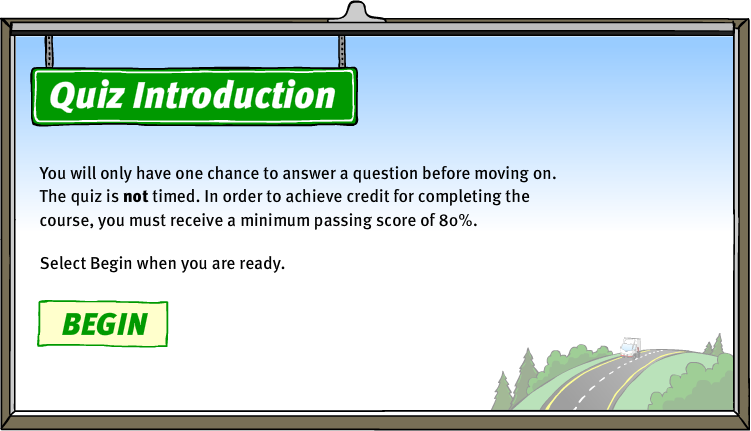 Quiz Introduction
You will only have one chance to answer a question before moving on.
The quiz is not timed. In order to achieve credit for completing the
course, you must receive a minimum passing score of 80%.
Select Begin when you are ready.
BEGIN